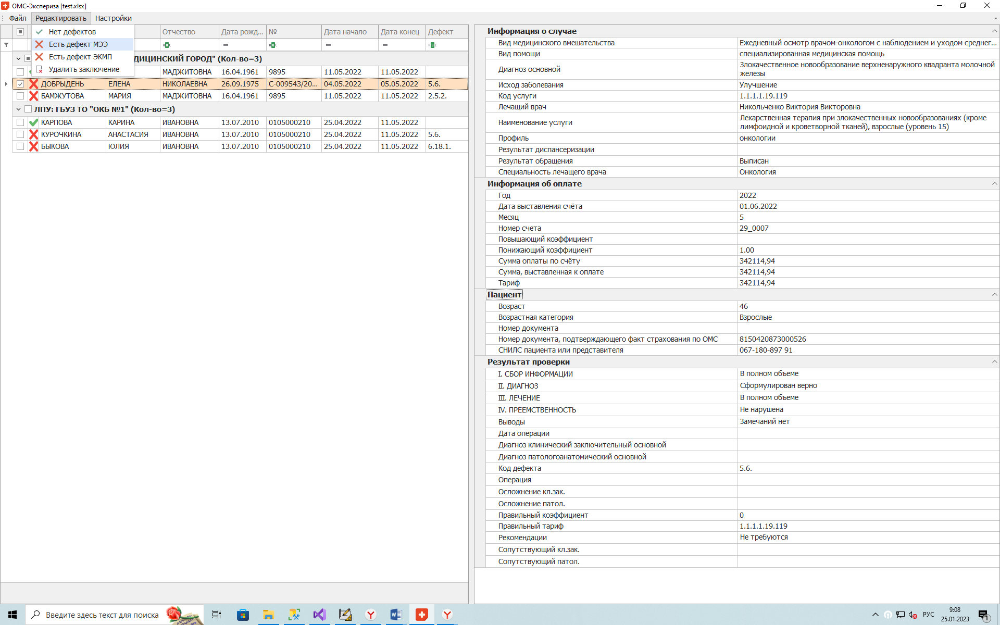 ОМС-Экспериза [test.xlsx]
Файл Редактировать Настройки
Нет дефектов
Есть дефект МЭЭ
Есть дефект ЭКМП
Удалить заключение
Отчество Дата рожд... № Дата начало Дата конец Дефект
ДИЦИНСКИЙ ГОРОД" (Кол-во=3)
МАДЖИТОВНА 16.04.1961 9895 11.05.2022 11.05.2022
ДОБРЫДЕНЬ ЕЛЕНА НИКОЛАЕВНА 26.09.1975 С-009543/20... 04.05.2022 05.05.2022 5.6.
БАМЖУТОВА МАРИЯ МАДЖИТОВНА 16.04.1961 9895 11.05.2022 11.05.2022 2.5.2.
ЛПУ: ГБУЗ ТО "ОКБ №1" (Кол-во=3)
КАРПОВА КАРИНА ИВАНОВНА 13.07.2010 0105000210 25.04.2022 11.05.2022
КУРОЧКИНА АНАСТАСИЯ ИВАНОВНА 13.07.2010 0105000210 25.04.2022 11.05.2022 5.6.
БЫКОВА ЮЛИЯ ИВАНОВНА 13.07.2010 0105000210 25.04.2022 11.05.2022 6.18.1.
Информация о случае
Вид медицинского вмешательства Ежедневный осмотр врачом-онкологом с наблюдением и уходом среднег...
Вид помощи специализированная медицинская помощь
Диагноз основной Злокачественное новообразование верхненаружного квадранта молочной
железы
Исход заболевания Улучшение
Код услуги 1.1.1.1.19.119
Лечащий врач Никольченко Виктория Викторовна
Наименование услуги Лекарственная терапия при злокачественных новообразованиях (кроме
лимфоидной и кроветворной тканей), взрослые (уровень 15)
Профиль онкологии
Результат диспансеризации
Результат обращения Выписан
Специальность лечащего врача Онкология
Информация об оплате
Год 2022
Дата выставления счёта 01.06.2022
Месяц 5
Номер счета 29_0007
Повышающий коэффициент
Понижающий коэффициент 1.00
Сумма оплаты по счёту 342114,94
Сумма, выставленная к оплате 342114,94
Тариф 342114,94
Пациент
Возраст 46
Возрастная категория Взрослые
Номер документа
Номер документа, подтверждающего факт страхования по ОМС 8150420873000526
СНИЛС пациента или представителя 067-180-897 91
Результат проверки
I. СБОР ИНФОРМАЦИИ В полном объеме
II. ДИАГНОЗ Сформулирован верно
III. ЛЕЧЕНИЕ В полном объеме
IV. ПРЕЕМСТВЕННОСТЬ Не нарушена
Выводы Замечаний нет
Дата операции
Диагноз клинический заключительный основной
Диагноз патологоанатомический основной
Код дефекта 5.6.
Операция
Осложнение кл.зак.
Осложнение патол.
Правильный коэффициент 0
Правильный тариф 1.1.1.1.19.119
Рекомендации Не требуются
Сопутствующий кл.зак.
Сопутствующий патол.
Введите здесь текст для поиска
РУС
9:08
25.01.2023
1